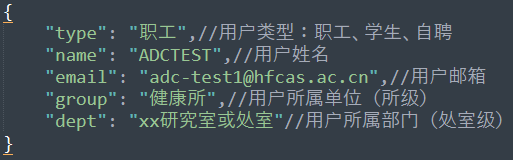 {
"type": "职工",//用户类型：职工、学生、自聘
"name": "ADCTEST",//用户姓名
"email": "adc-test1@hfcas.ac.cn",//用户邮箱
"group": "健康所",//用户所属单位（所级）
"dept": "xx研究室或处室"//用户所属部门（处室级）
}